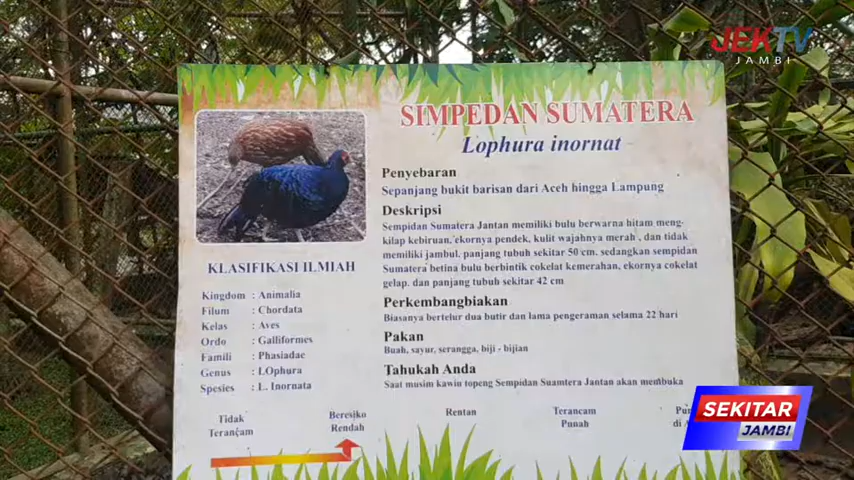 JEKTV
JAMBI
SIMPEDAN SUMATERA
Lophura inornat
Penyebaran
Sepanjang bukit barisan dari Aceh hingga Lampung
Deskripsi
Sempidan Sumatera Jantan memiliki bulu berwarna hitam meng-
kilap kebiruan, ekornya pendek, kulit wajahnya merah , dan tidak
memiliki jambul. panjang tubuh sekitar 50 cm. sedangkan sempidan
Sumatera betina bulu berbintik cokelat kemerahan, ekornya cokelat
gelap. dan panjang tubuh sekitar 42 cm
Perkembangbiakan
Biasanya bertelur dua butir dan lama pengeraman selama 22 hari
Pakan
Buah, sayur, serangga, biji - bijian
Tahukah Anda
Saat musim kawin topeng Sempidan Suamtera Jantan akan membuka
KLASIFIKASI ILMIAH
Kingdom : Animalia
Filum : Chordata
Kelas : Aves
Ordo : Galliformes
Famili : Phasiadae
Genus : LOphura
Spesies : L. Inornata
Tidak
Terançam
Beresiko
Rendah
Rentan
Terancam
Punah
SEKITAR
JAMBI